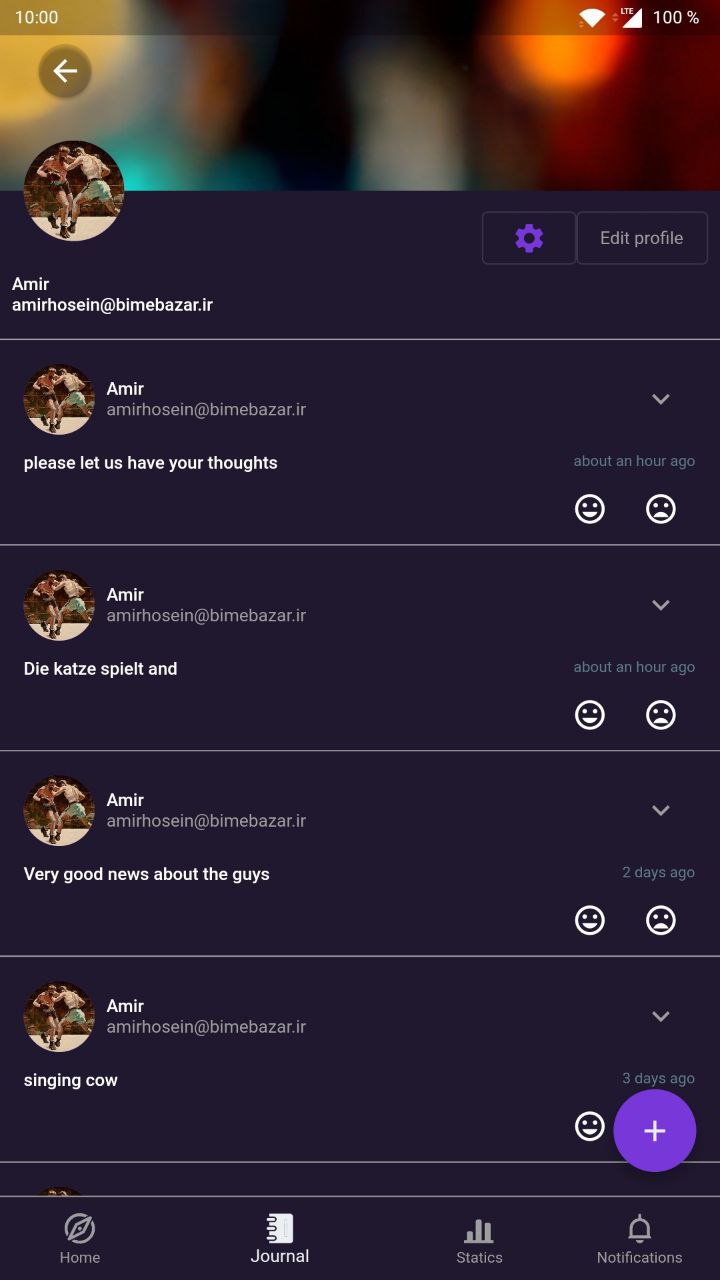 10:00
LTE 100 %
Edit profile
Amir
amirhosein@bimebazar.ir
Amir
amirhosein@bimebazar.ir
please let us have your thoughts
about an hour ago
Amir
amirhosein@bimebazar.ir
Die katze spielt and
about an hour ago
Amir
amirhosein@bimebazar.ir
Very good news about the guys
2 days ago
Amir
amirhosein@bimebazar.ir
singing cow
3 days ago
Home
Journal
Statics
Notifications